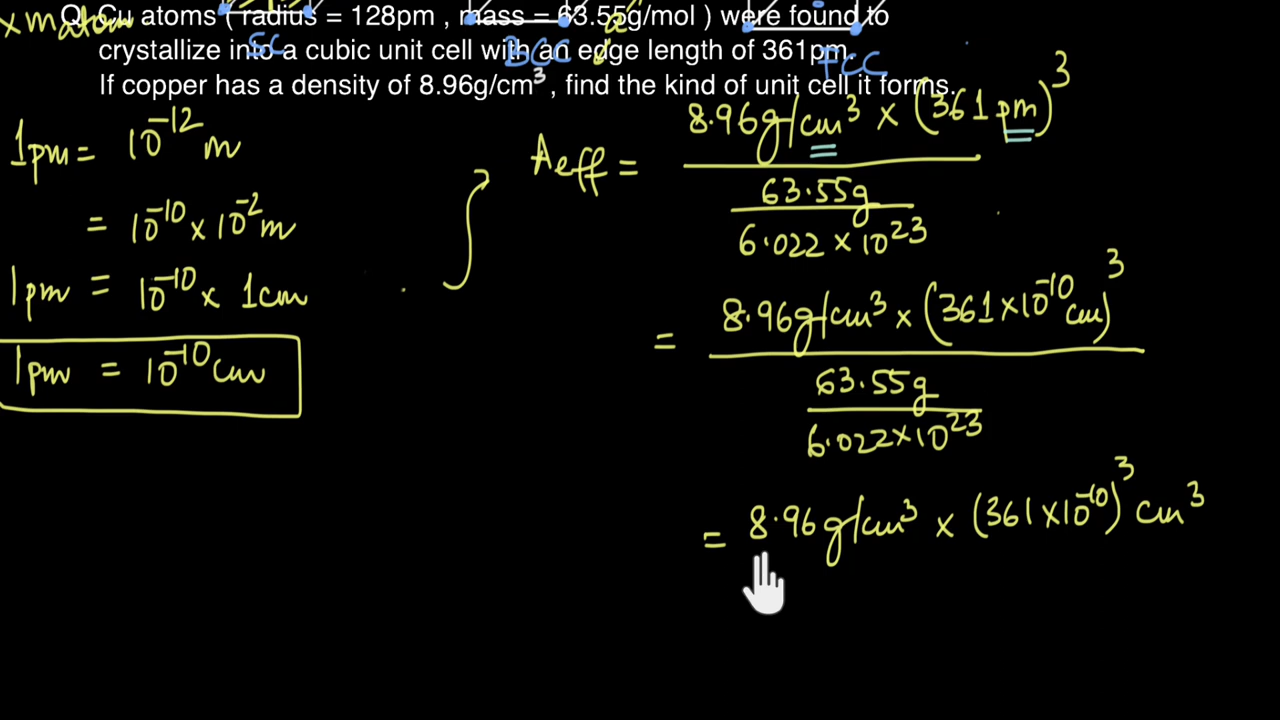 Q. Cu atoms ( radius = 128pm , mass = 63.55g/mol ) were found to
crystallize into a cubic unit cell with an edge length of 361pm.
If copper has a density of 8.96g/cm³ , find the kind of unit cell it forms.
x matom
a
SC
BCC
FCC
1pm = 10⁻¹² m
= 10⁻¹⁰ x 10⁻² m
1pm = 10⁻¹⁰ x 1cm
1pm = 10⁻¹⁰ cm
Aeff = 8.96g/cm³ x (361 pm)³
63.55g
6.022 x 10²³
= 8.96g/cm³ x (361 x 10⁻¹⁰ cm)³
63.55g
6.022 x 10²³
= 8.96 g/cm³ x (361 x 10⁻¹⁰)³ cm³